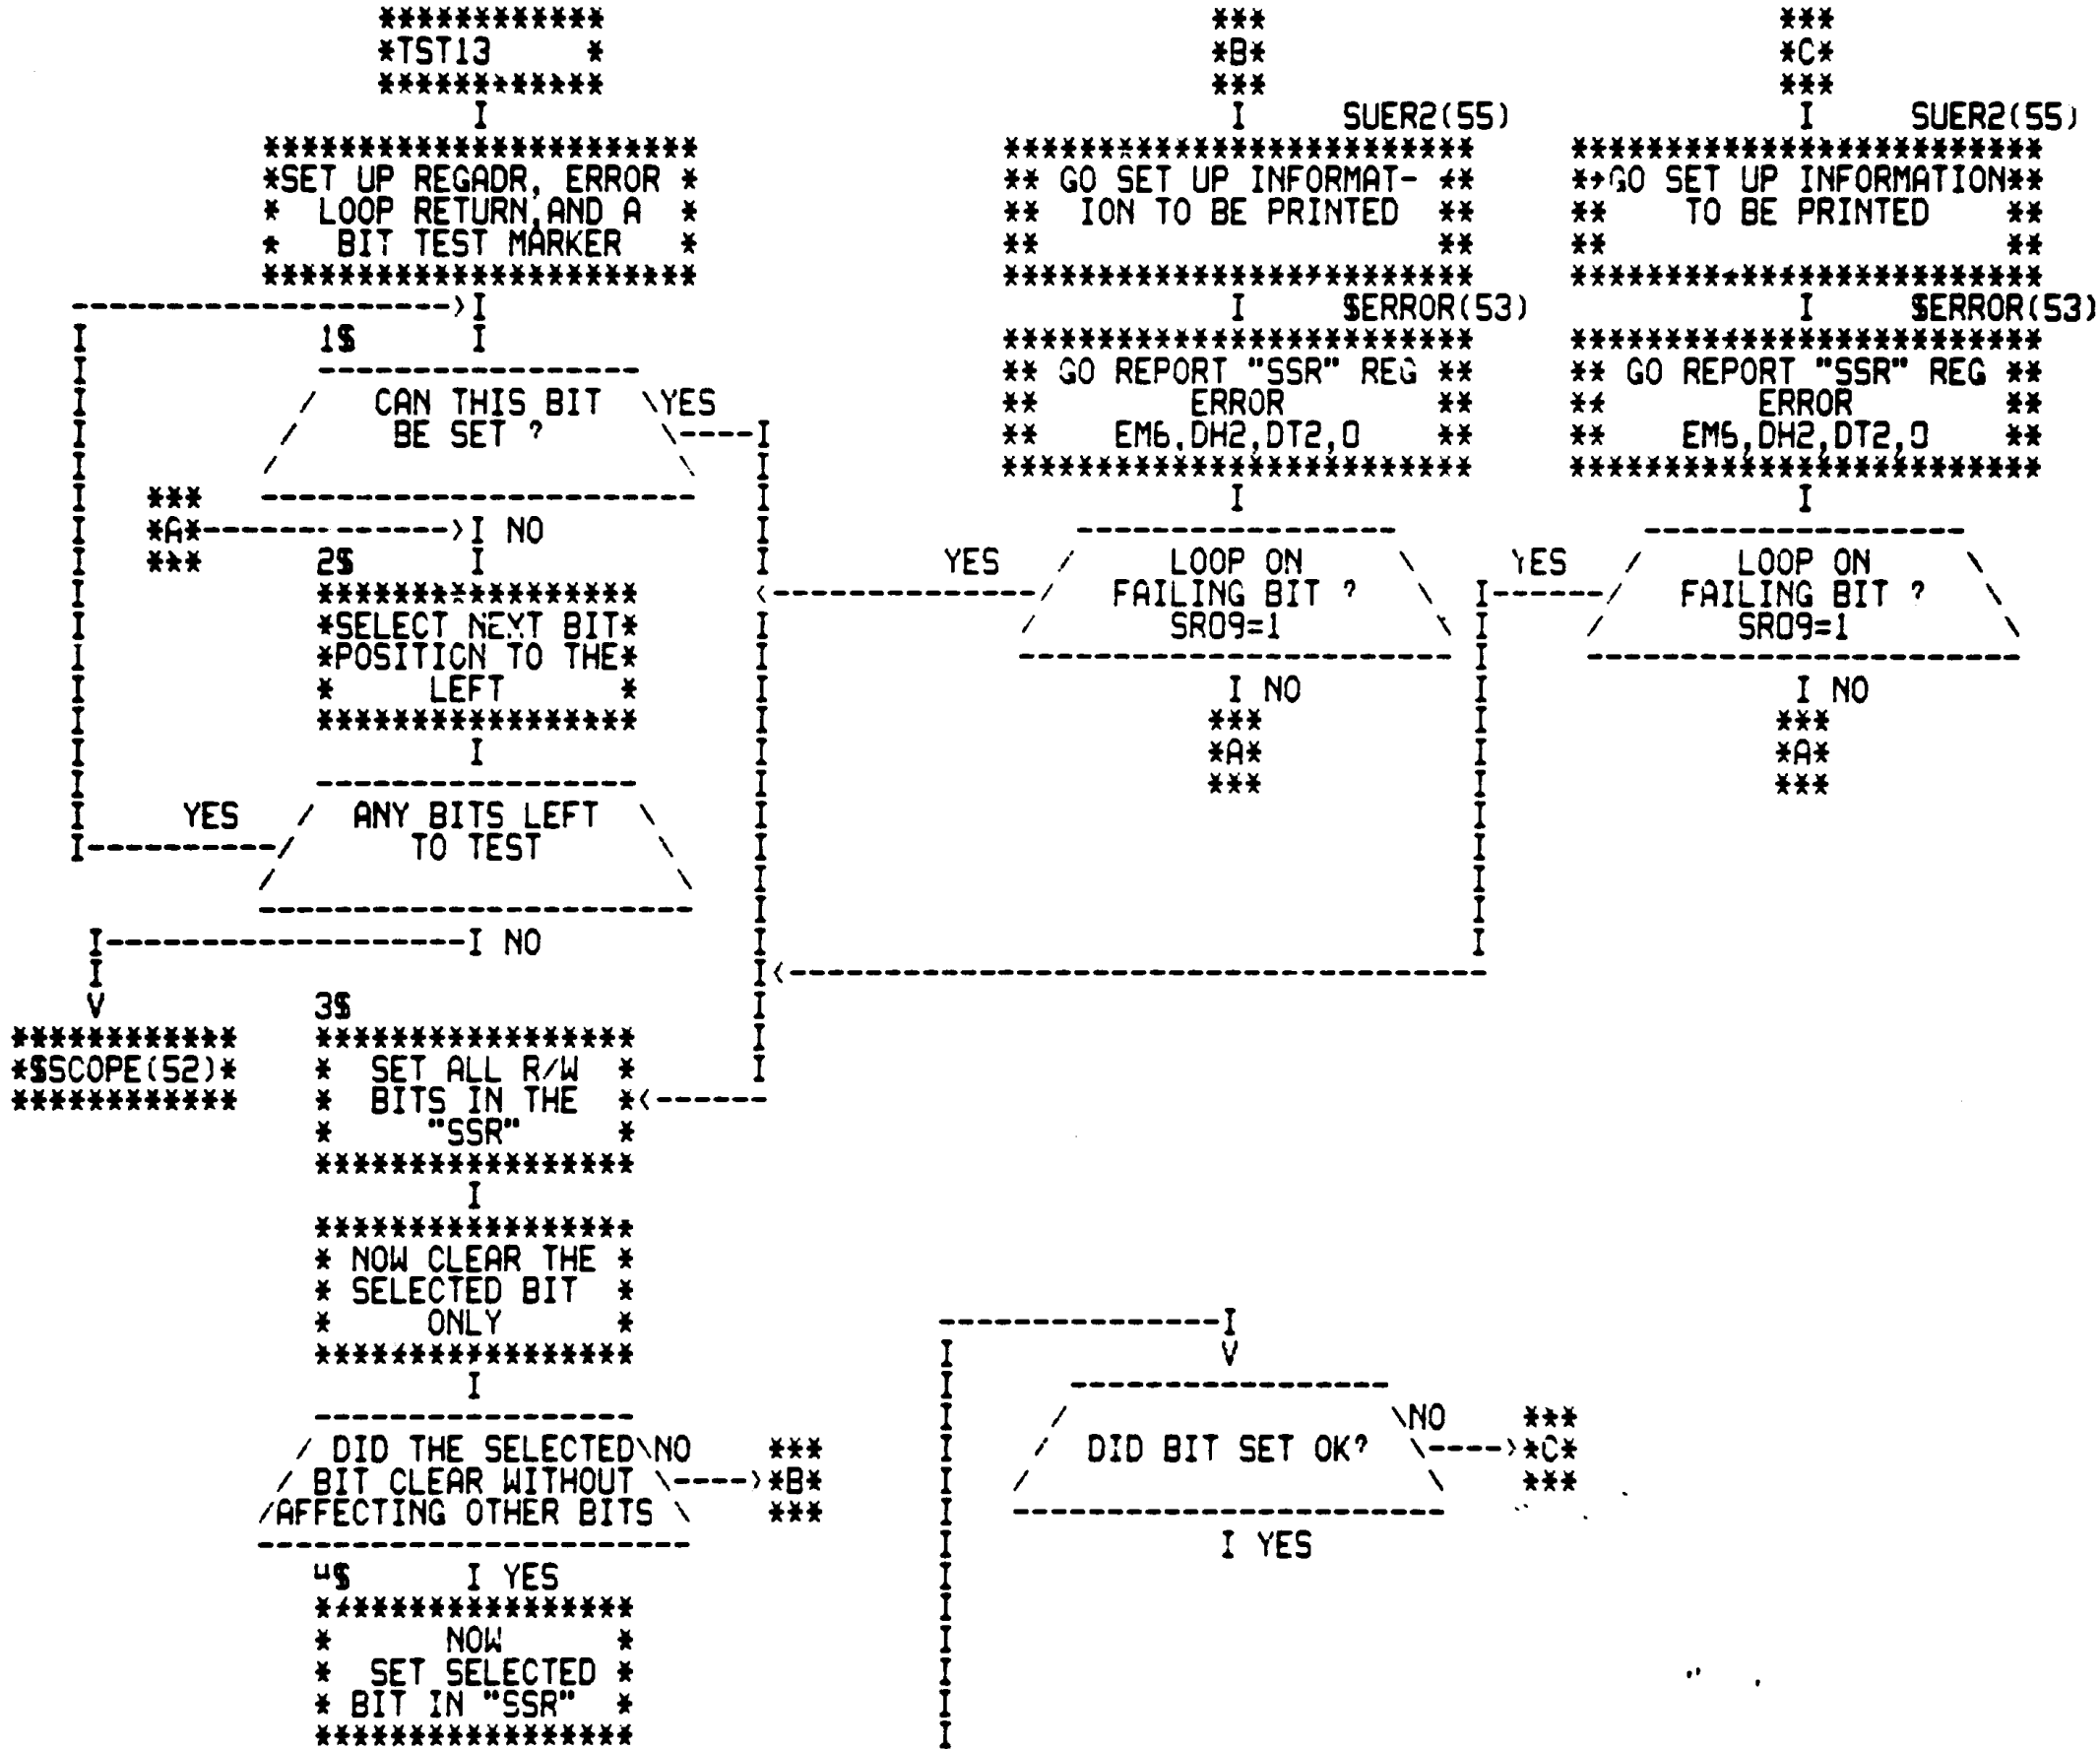 TST13
SET UP REGADR, ERROR
LOOP RETURN,AND A
BIT TEST MARKER
1$
CAN THIS BIT
BE SET ?
YES
A
NO
2$
SELECT NEXT BIT
POSITION TO THE
LEFT
ANY BITS LEFT
TO TEST
YES
NO
$SCOPE(52)
3$
SET ALL R/W
BITS IN THE
"SSR"
NOW CLEAR THE
SELECTED BIT
ONLY
DID THE SELECTED
BIT CLEAR WITHOUT
AFFECTING OTHER BITS
NO
B
YES
4$
NOW
SET SELECTED
BIT IN "SSR"
B
SUER2(55)
GO SET UP INFORMAT-
ION TO BE PRINTED
$ERROR(53)
GO REPORT "SSR" REG
ERROR
EM6,DH2,DT2,0
YES
LOOP ON
FAILING BIT ?
SR09=1
NO
A
DID BIT SET OK?
NO
C
YES
C
SUER2(55)
GO SET UP INFORMATION
TO BE PRINTED
$ERROR(53)
GO REPORT "SSR" REG
ERROR
EM6,DH2,DT2,0
YES
LOOP ON
FAILING BIT ?
SR09=1
NO
A